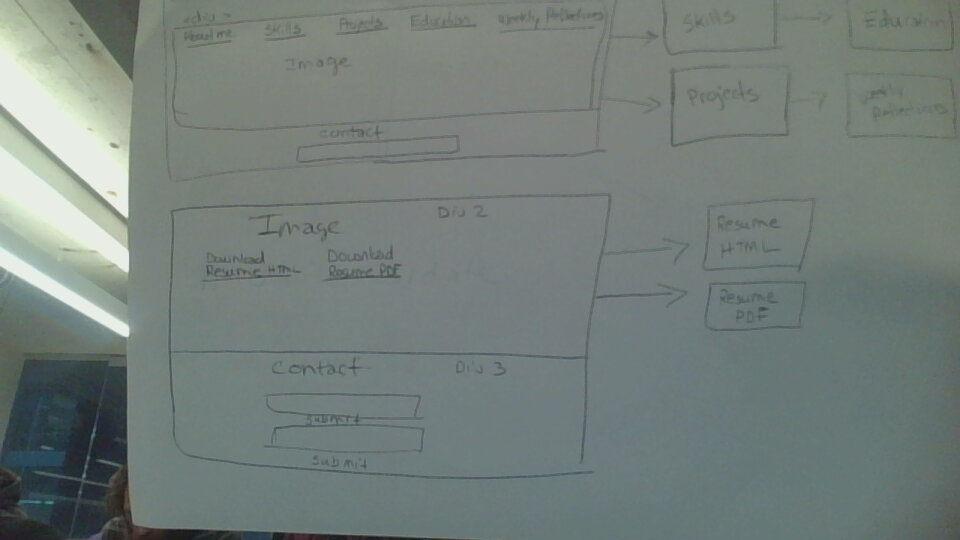 <div>
About me Skills Projects Education Weekly Reflections
Image
Contact
Skills
Education
Projects
Weekly
Reflections
Image
Div 2
Download
Resume HTML
Download
Resume PDF
Resume
HTML
Resume
PDF
Contact
Div 3
submit
submit